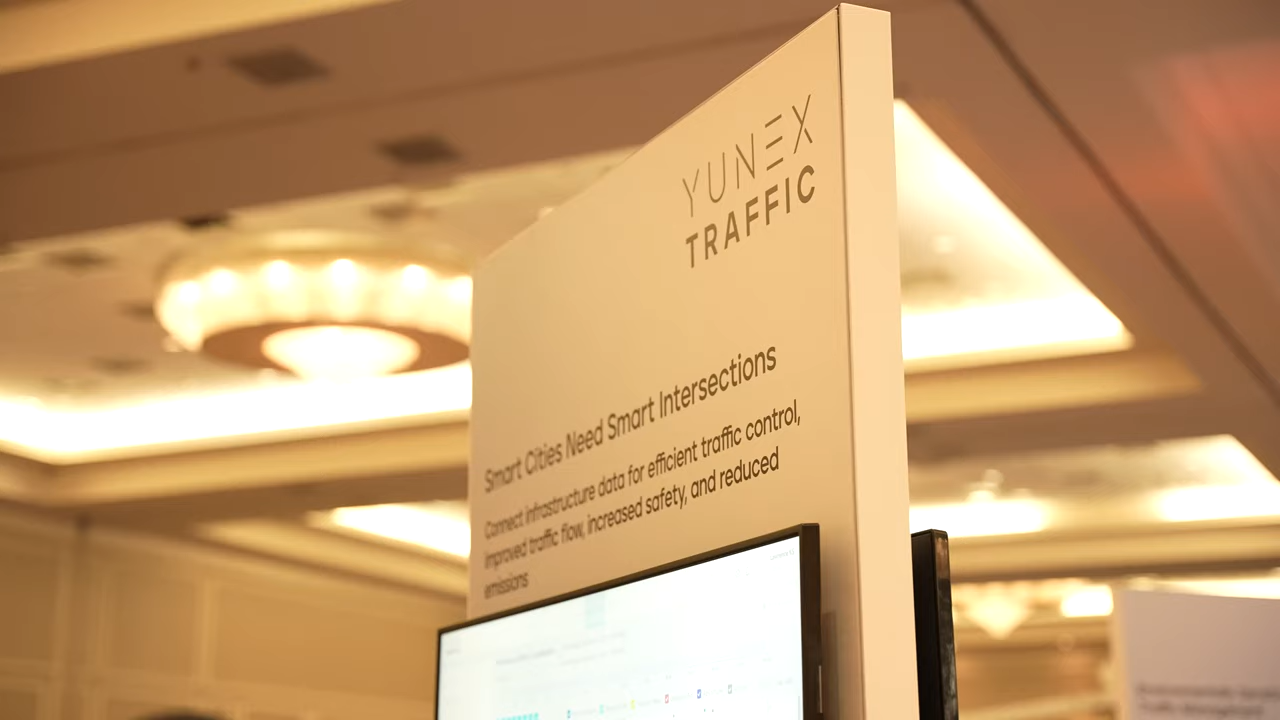 YUNEX
TRAFFIC
Smart Cities Need Smart Intersections
Connect infrastructure data for efficient traffic control,
improved traffic flow, increased safety, and reduced
emissions